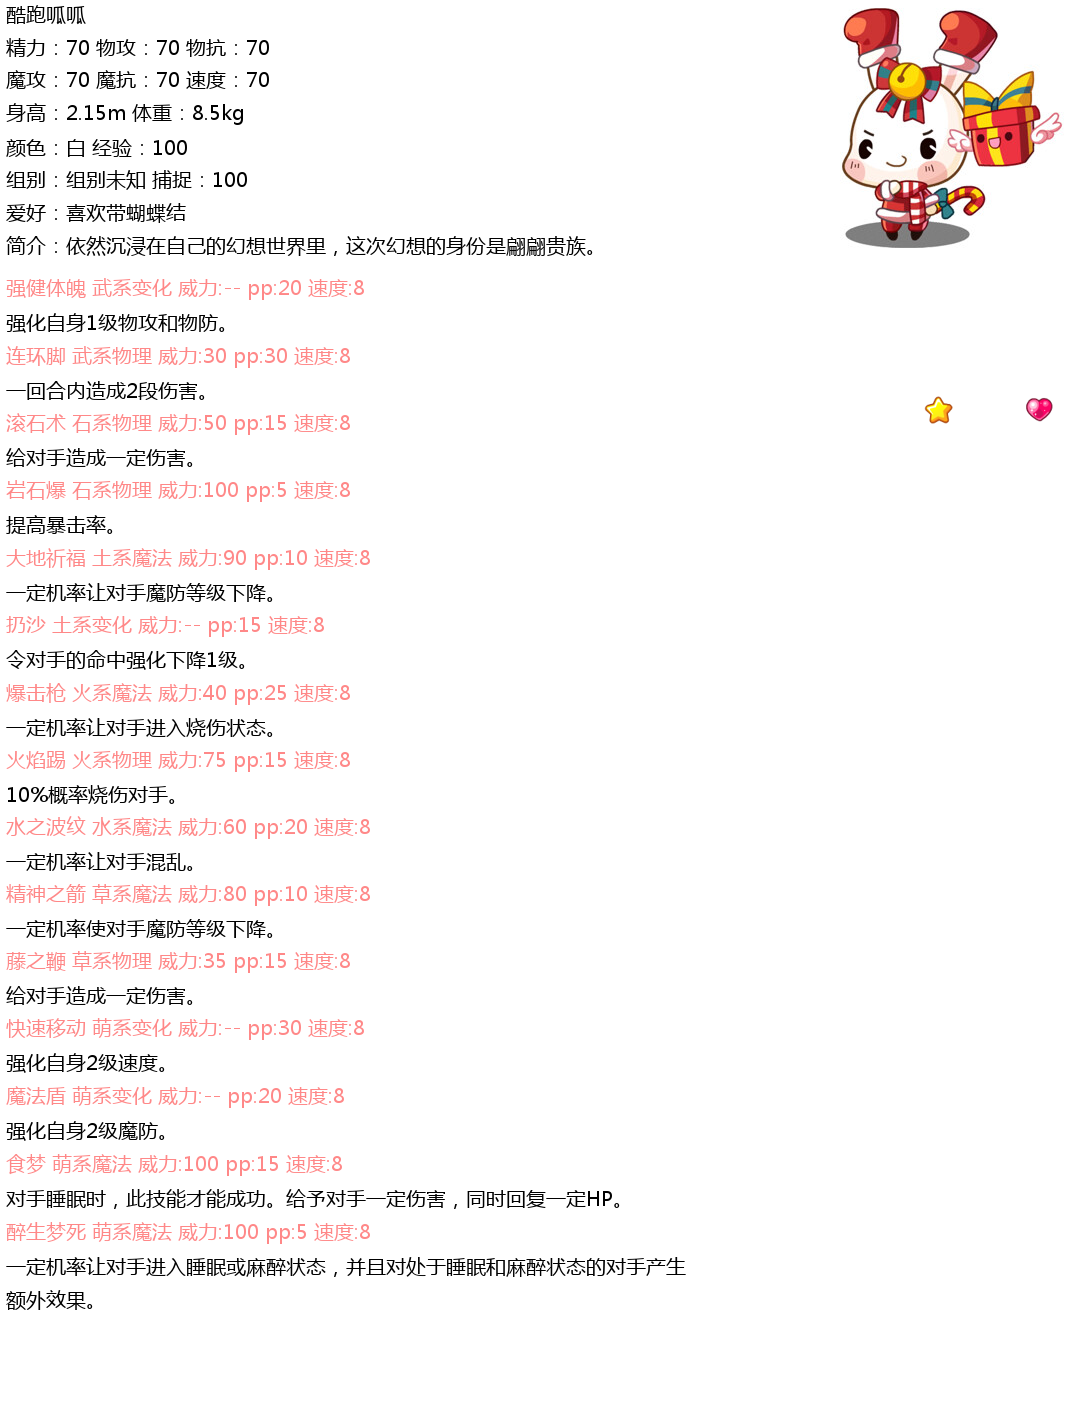 酷跑呱呱
精力：70 物攻：70 物抗：70
魔攻：70 魔抗：70 速度：70
身高：2.15m 体重：8.5kg
颜色：白 经验：100
组别：组别未知 捕捉：100
爱好：喜欢带蝴蝶结
简介：依然沉浸在自己的幻想世界里，这次幻想的身份是翩翩贵族。
强健体魄 武系变化 威力:-- pp:20 速度:8
强化自身1级物攻和物防。
连环脚 武系物理 威力:30 pp:30 速度:8
一回合内造成2段伤害。
滚石术 石系物理 威力:50 pp:15 速度:8
给对手造成一定伤害。
岩石爆 石系物理 威力:100 pp:5 速度:8
提高暴击率。
大地祈福 土系魔法 威力:90 pp:10 速度:8
一定机率让对手魔防等级下降。
扔沙 土系变化 威力:-- pp:15 速度:8
令对手的命中强化下降1级。
爆击枪 火系魔法 威力:40 pp:25 速度:8
一定机率让对手进入烧伤状态。
火焰踢 火系物理 威力:75 pp:15 速度:8
10%概率烧伤对手。
水之波纹 水系魔法 威力:60 pp:20 速度:8
一定机率让对手混乱。
精神之箭 草系魔法 威力:80 pp:10 速度:8
一定机率使对手魔防等级下降。
藤之鞭 草系物理 威力:35 pp:15 速度:8
给对手造成一定伤害。
快速移动 萌系变化 威力:-- pp:30 速度:8
强化自身2级速度。
魔法盾 萌系变化 威力:-- pp:20 速度:8
强化自身2级魔防。
食梦 萌系魔法 威力:100 pp:15 速度:8
对手睡眠时，此技能才能成功。给予对手一定伤害，同时回复一定HP。
醉生梦死 萌系魔法 威力:100 pp:5 速度:8
一定机率让对手进入睡眠或麻醉状态，并且对处于睡眠和麻醉状态的对手产生
额外效果。